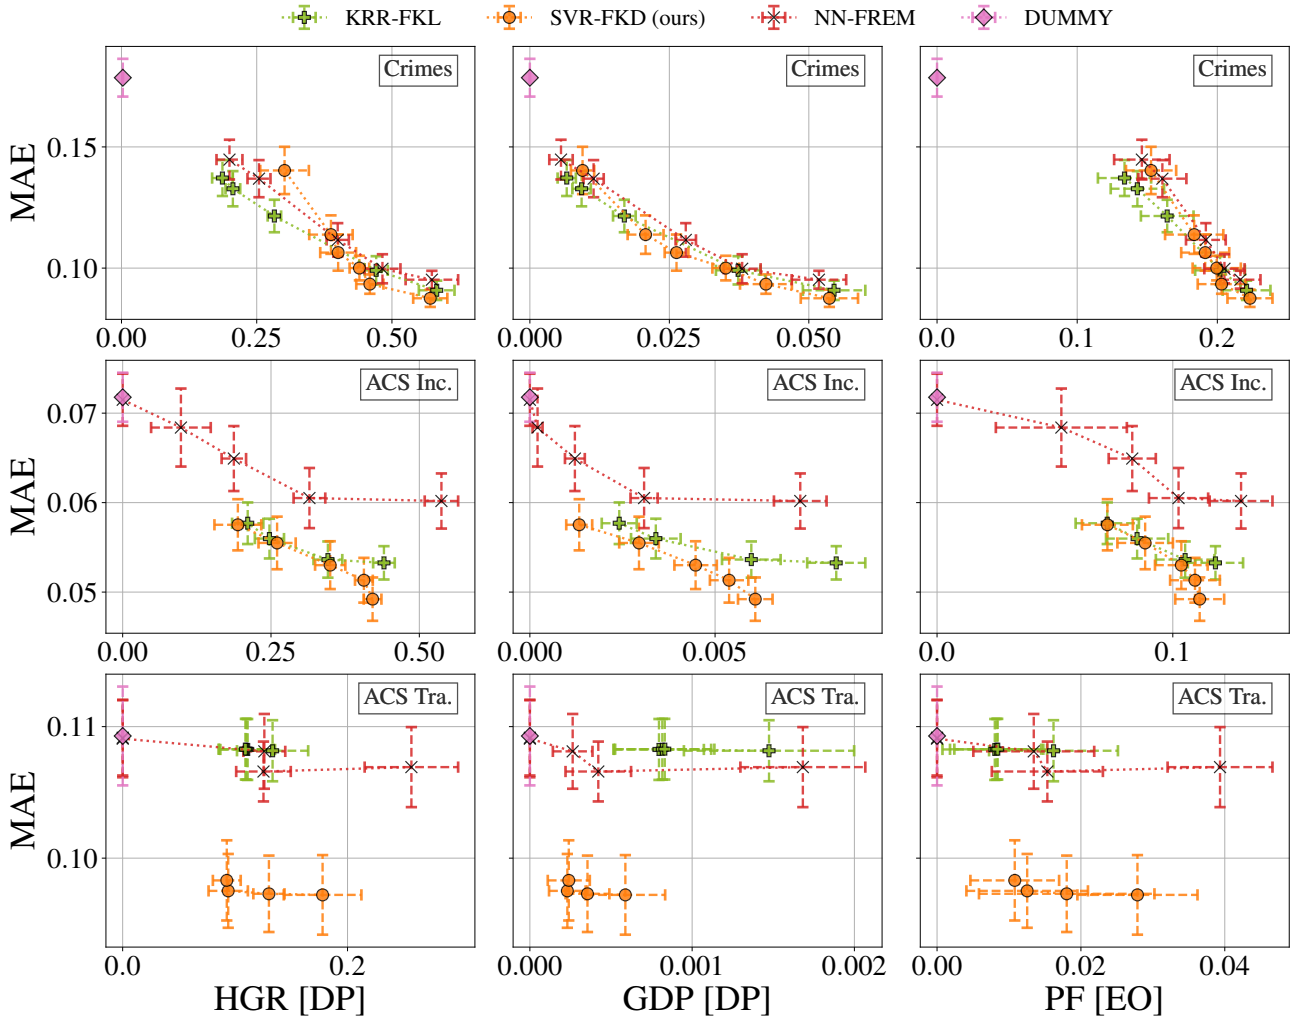 KRR-FKL SVR-FKD (ours) NN-FREM DUMMY
Crimes Crimes Crimes
MAE
0.15
0.10
0.00 0.25 0.50 0.000 0.025 0.050 0.0 0.1 0.2
ACS Inc. ACS Inc. ACS Inc.
MAE
0.07
0.06
0.05
0.00 0.25 0.50 0.000 0.005 0.0 0.1
ACS Tra. ACS Tra. ACS Tra.
MAE
0.11
0.10
0.0 0.2 0.000 0.001 0.002 0.00 0.02 0.04
HGR [DP] GDP [DP] PF [EO]